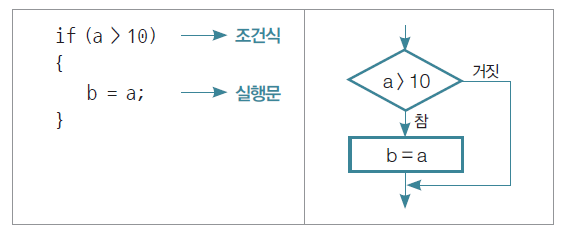 if (a > 10) 조건식
{
b = a;  실행문
}
a > 10
거짓
참
b = a